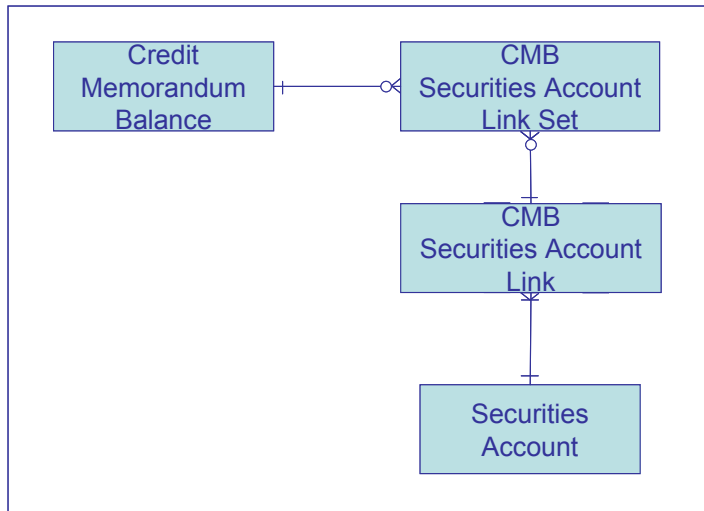 Credit
Memorandum
Balance
CMB
Securities Account
Link Set
CMB
Securities Account
Link
Securities
Account